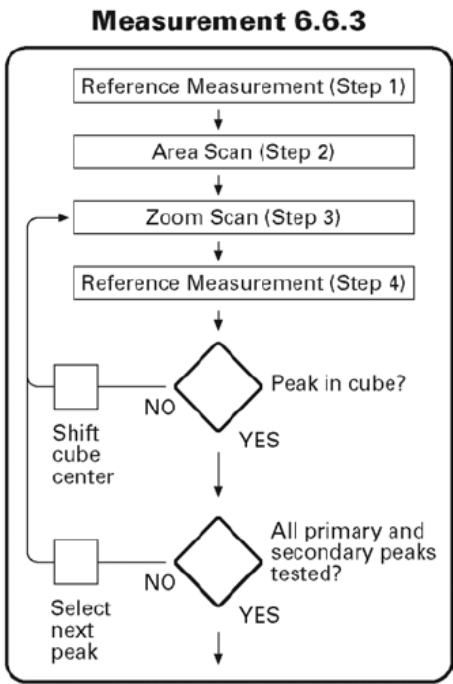 Measurement 6.6.3
Reference Measurement (Step 1)
Area Scan (Step 2)
Zoom Scan (Step 3)
Reference Measurement (Step 4)
Peak in cube?
NO
YES
Shift
cube
center
All primary and
secondary peaks
tested?
NO
YES
Select
next
peak